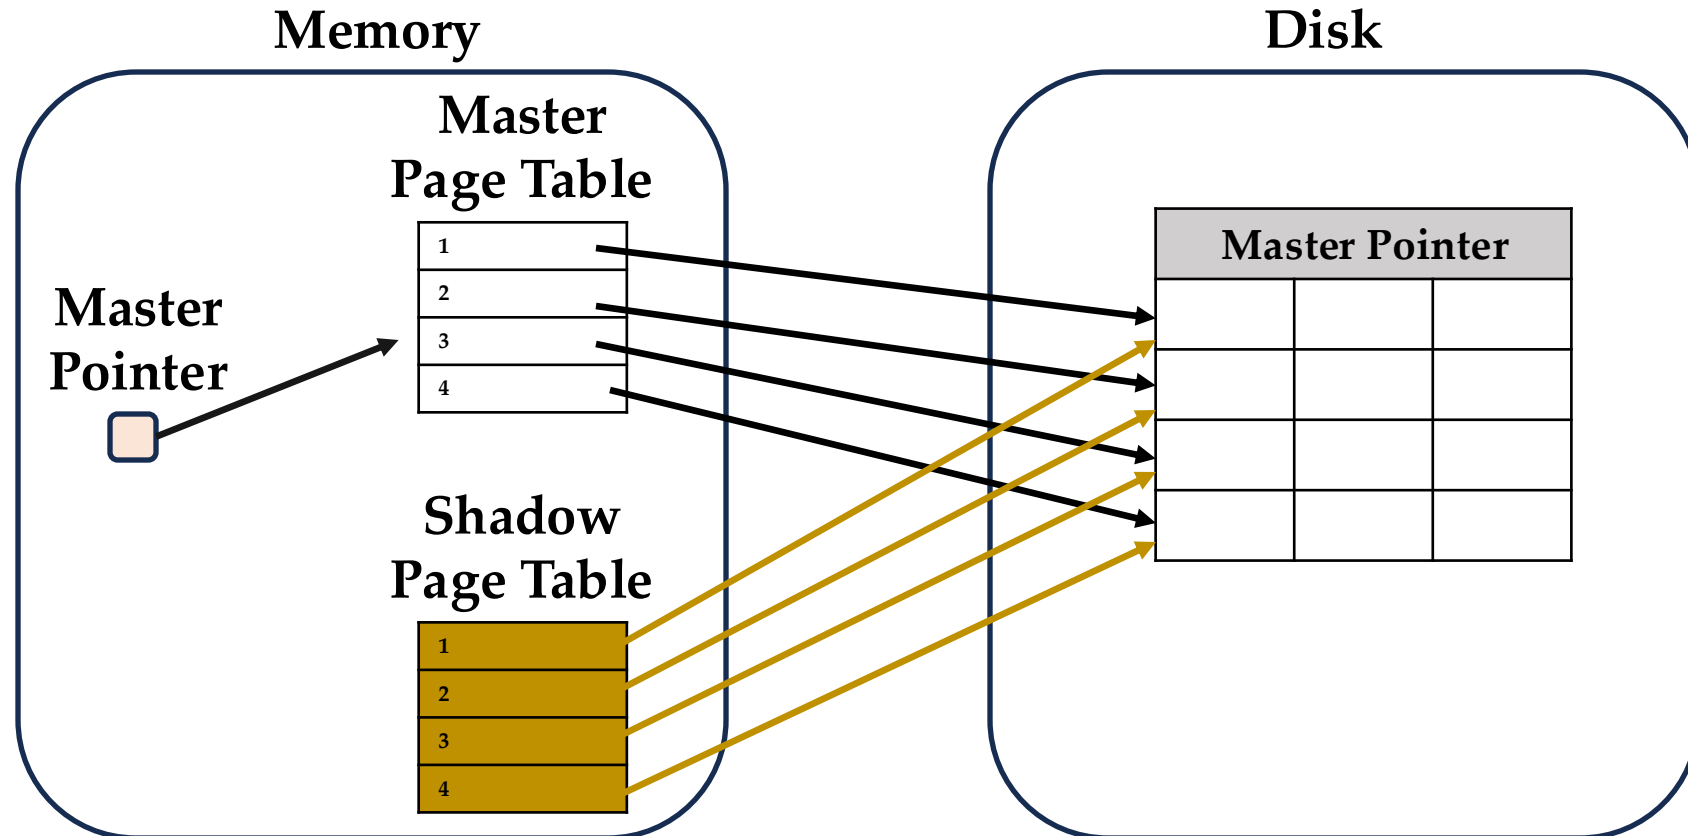 Memory
Disk
Master
Page Table
1
2
3
4
Master
Pointer
Master Pointer
Shadow
Page Table
1
2
3
4